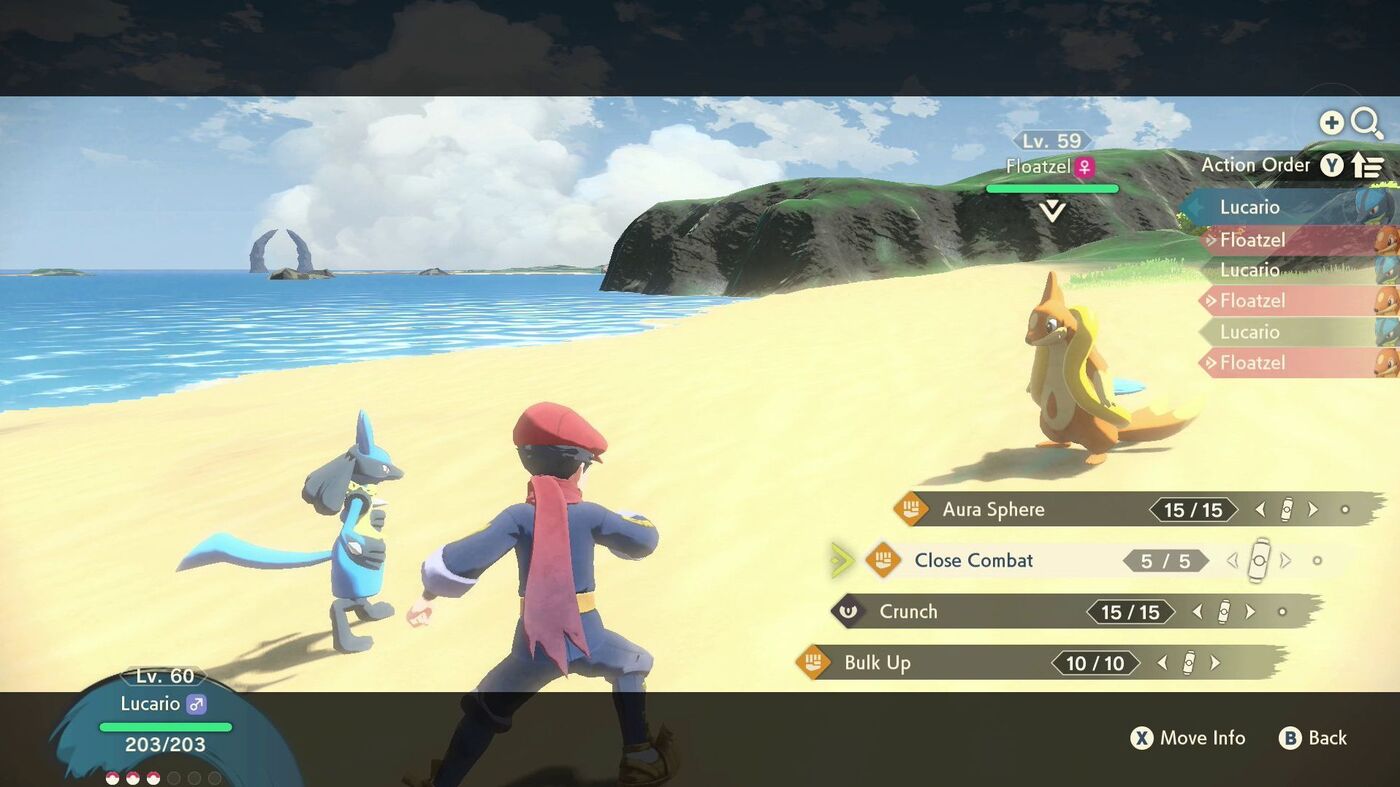 Lv. 59
Floatzel ♀
Action Order Y
Lucario
Floatzel
Lucario
Floatzel
Lucario
Floatzel
Aura Sphere 15 / 15
Close Combat 5 / 5
Crunch 15 / 15
Bulk Up 10 / 10
Lv. 60
Lucario ♂
203/203
X Move Info B Back